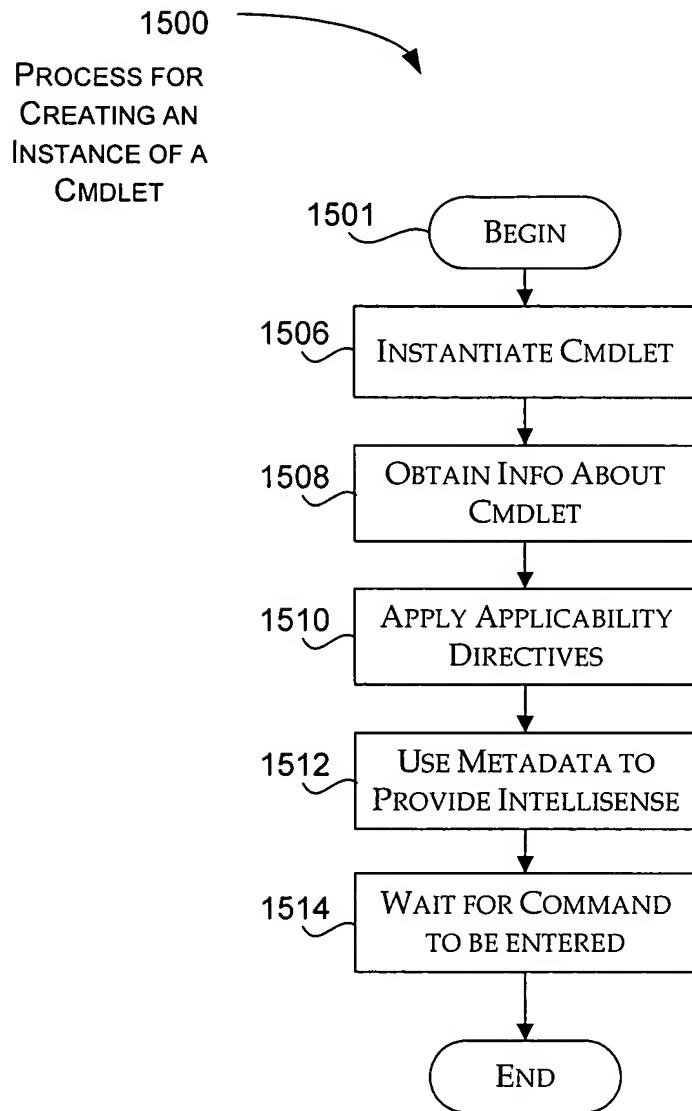 1500
PROCESS FOR
CREATING AN
INSTANCE OF A
CMDLET
1501
BEGIN
1506
INSTANTIATE CMDLET
1508
OBTAIN INFO ABOUT
CMDLET
1510
APPLY APPLICABILITY
DIRECTIVES
1512
USE METADATA TO
PROVIDE INTELLISENSE
1514
WAIT FOR COMMAND
TO BE ENTERED
END